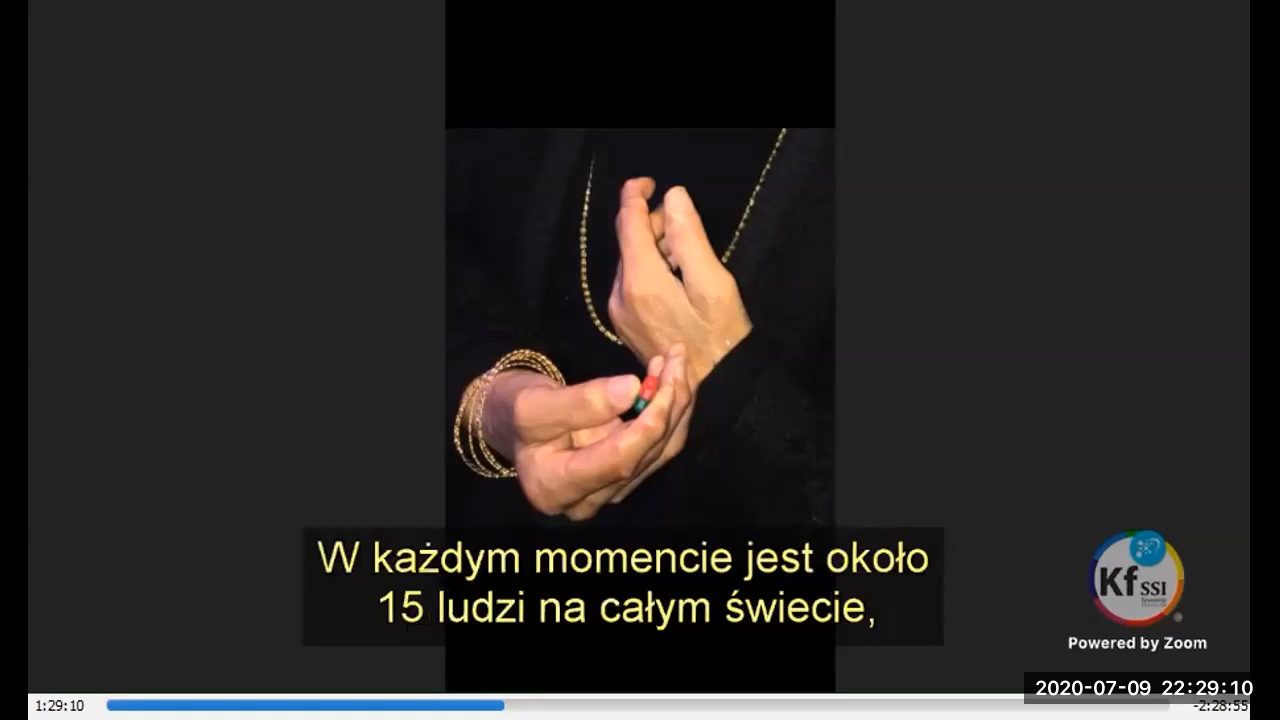 W każdym momencie jest około
15 ludzi na całym świecie,
Kf SSI
Powered by Zoom
2020-07-09 22:29:10
1:29:10
-2:28:55